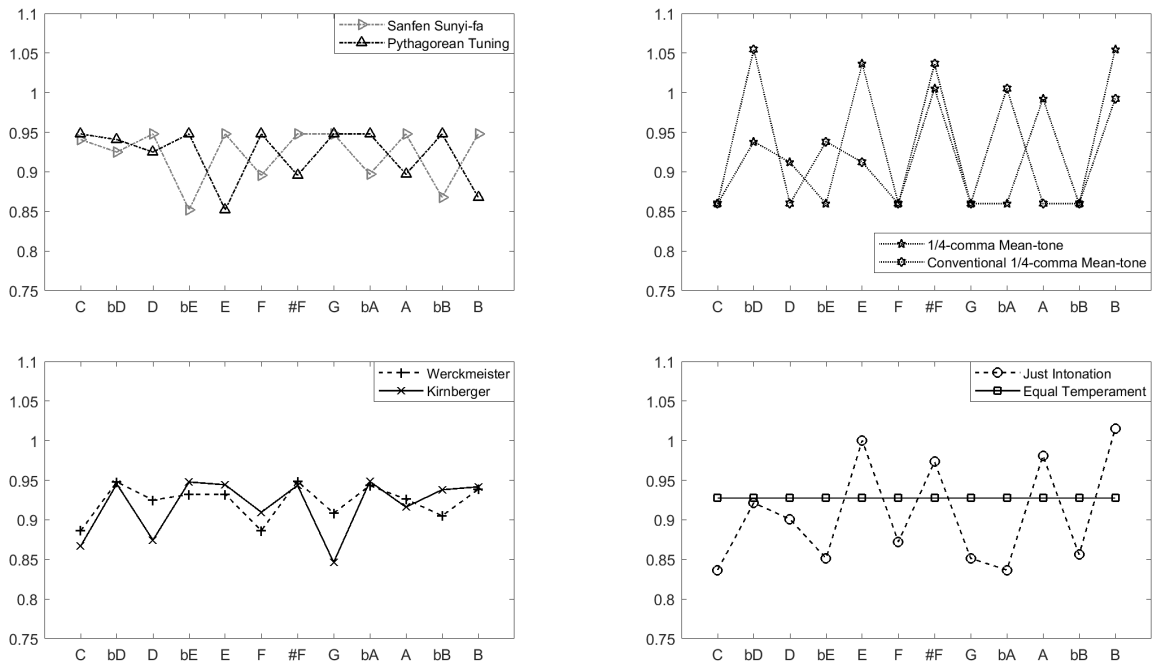 1.1
1.05
1
0.95
0.9
0.85
0.8
0.75
C bD D bE E F #F G bA A bB B
Sanfen Sunyi-fa
Pythagorean Tuning
1.1
1.05
1
0.95
0.9
0.85
0.8
0.75
C bD D bE E F #F G bA A bB B
1/4-comma Mean-tone
Conventional 1/4-comma Mean-tone
1.1
1.05
1
0.95
0.9
0.85
0.8
0.75
C bD D bE E F #F G bA A bB B
Werckmeister
Kirnberger
1.1
1.05
1
0.95
0.9
0.85
0.8
0.75
C bD D bE E F #F G bA A bB B
Just Intonation
Equal Temperament